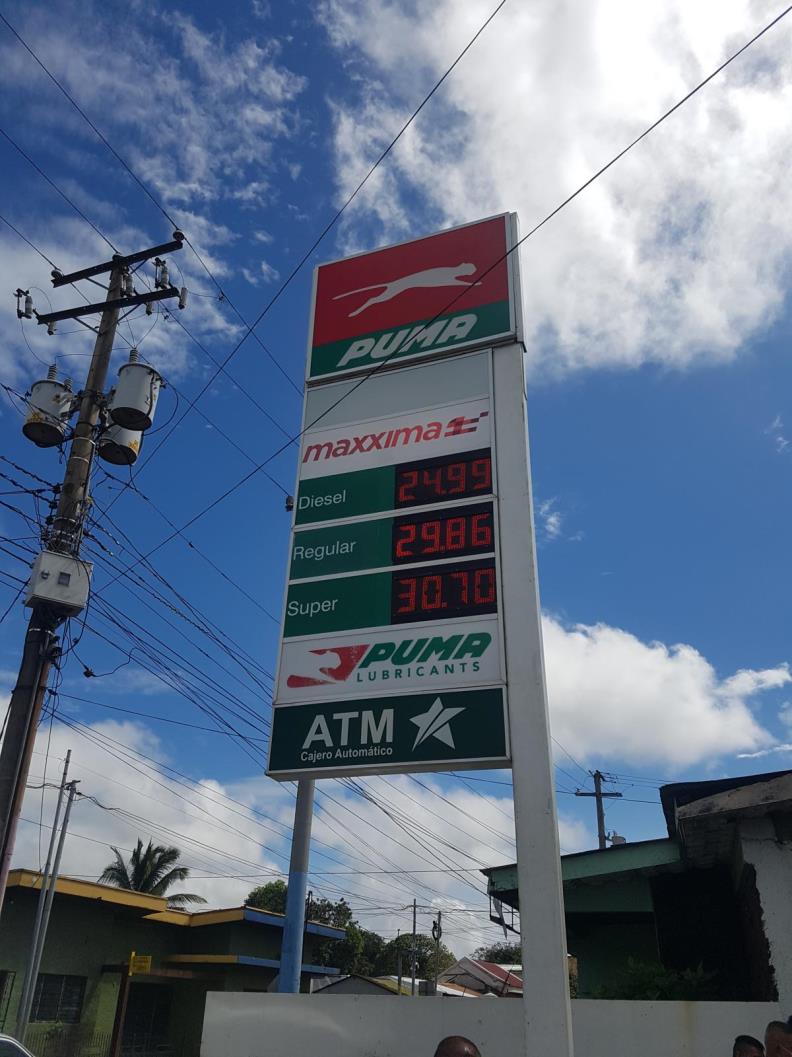 PUMA
maxxima
Diesel 24.99
Regular 29.86
Super 30.70
PUMA
LUBRICANTS
ATM
Cajero Automático